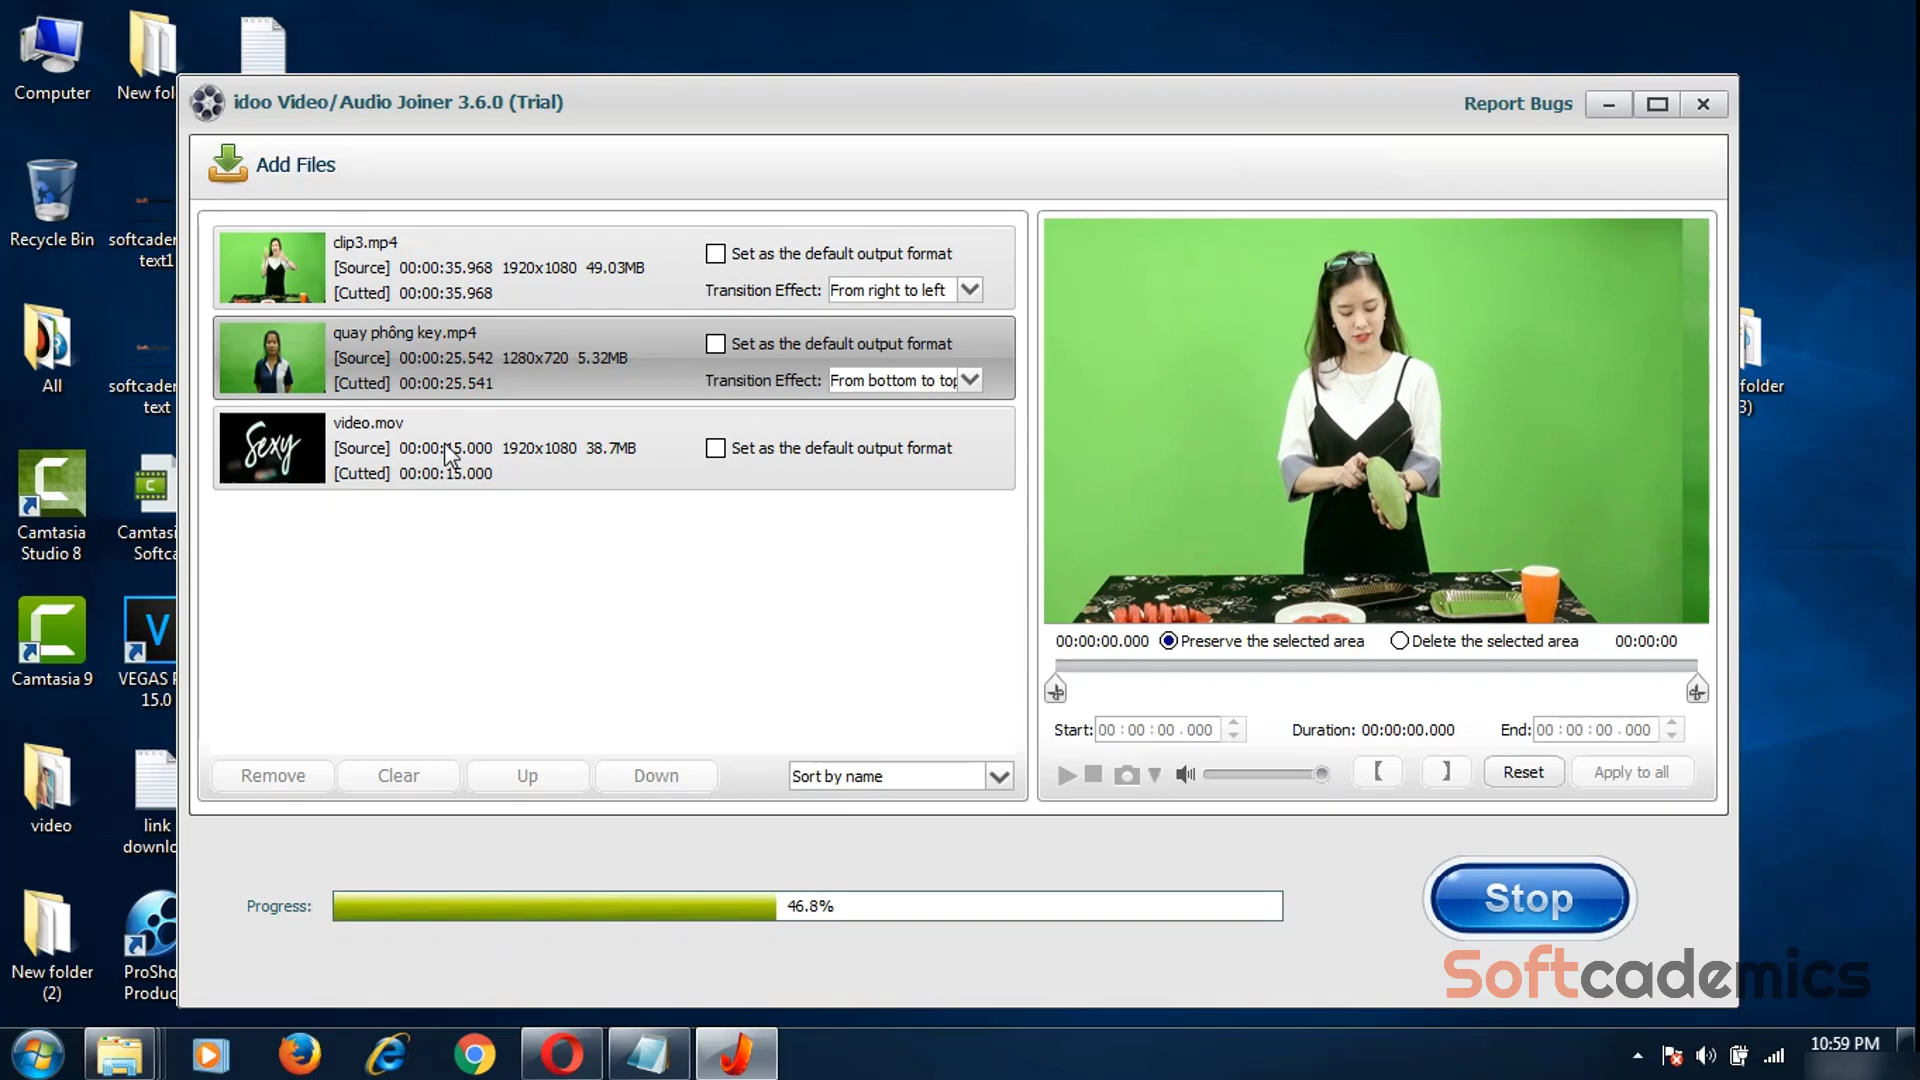 Computer
New fol
idoo Video/Audio Joiner 3.6.0 (Trial)
Report Bugs
Add Files
Recycle Bin
softcader
text1
All
softcader
text
Camtasia
Studio 8
Camtas
Softca
Camtasia 9
VEGAS P
15.0
video
link
downlo
New folder
(2)
ProSho
Produc
folder
3)
clip3.mp4
[Source] 00:00:35.968 1920x1080 49.03MB
[Cutted] 00:00:35.968
Set as the default output format
Transition Effect: From right to left
quay phông key.mp4
[Source] 00:00:25.542 1280x720 5.32MB
[Cutted] 00:00:25.541
Set as the default output format
Transition Effect: From bottom to top
Sexy
video.mov
[Source] 00:00:15.000 1920x1080 38.7MB
[Cutted] 00:00:15.000
Set as the default output format
Remove
Clear
Up
Down
Sort by name
00:00:00.000 Preserve the selected area Delete the selected area 00:00:00
Start: 00 : 00 : 00 . 000 Duration: 00:00:00.000 End: 00 : 00 : 00 . 000
Reset
Apply to all
Progress: 46.8%
Stop
Softcademics
10:59 PM